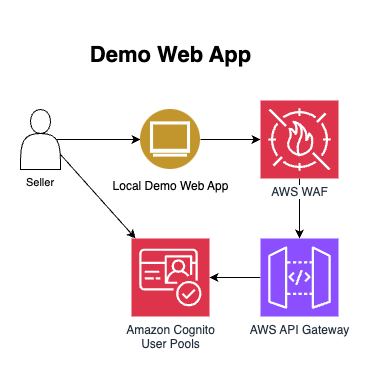 Demo Web App
Seller
Local Demo Web App
AWS WAF
Amazon Cognito
User Pools
AWS API Gateway